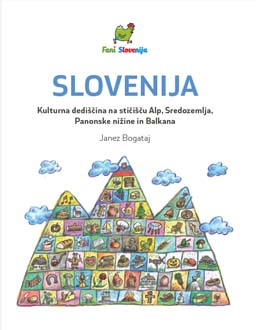 Fani Slovenija
SLOVENIJA
Kulturna dediščina na stičišču Alp, Sredozemlja,
Panonske nižine in Balkana
Janez Bogataj